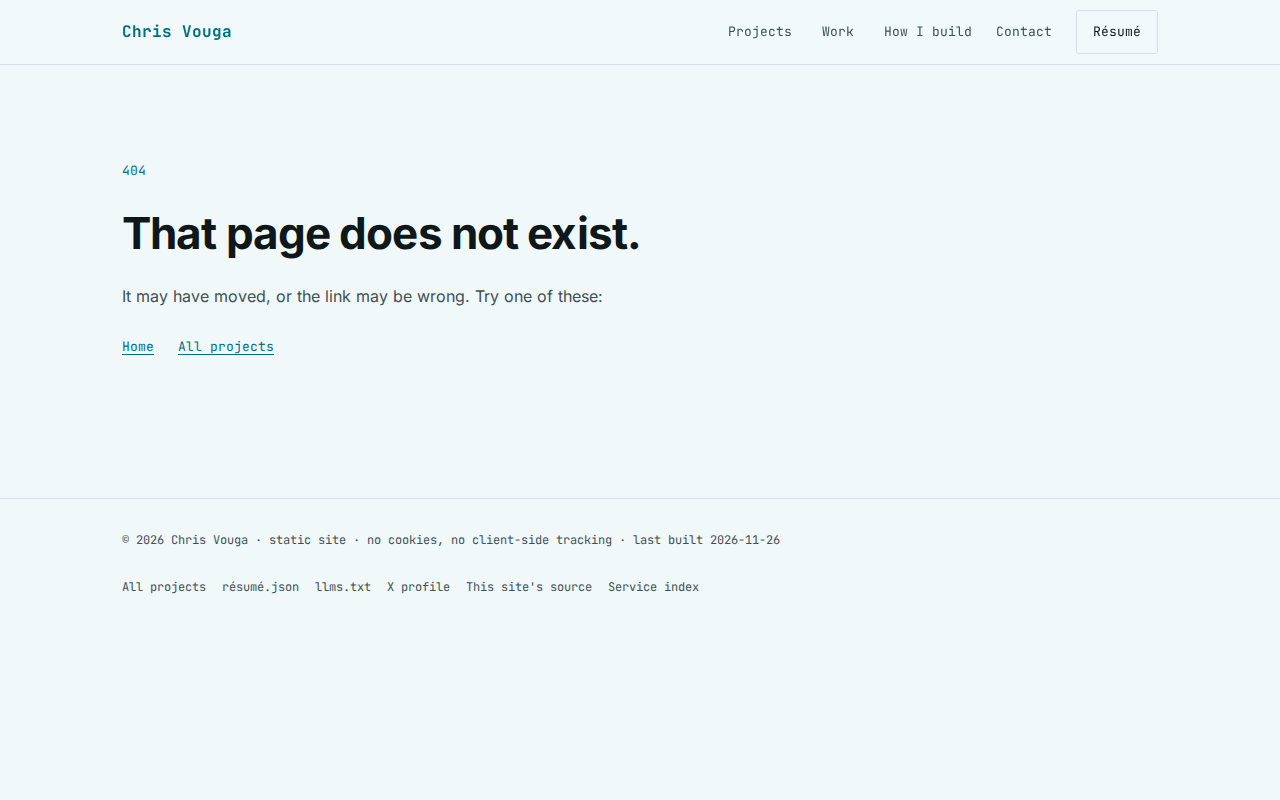 Chris Vouga
Projects Work How I build Contact Résumé
404
That page does not exist.
It may have moved, or the link may be wrong. Try one of these:
Home All projects
© 2026 Chris Vouga · static site · no cookies, no client-side tracking · last built 2026-11-26
All projects résumé.json llms.txt X profile This site's source Service index